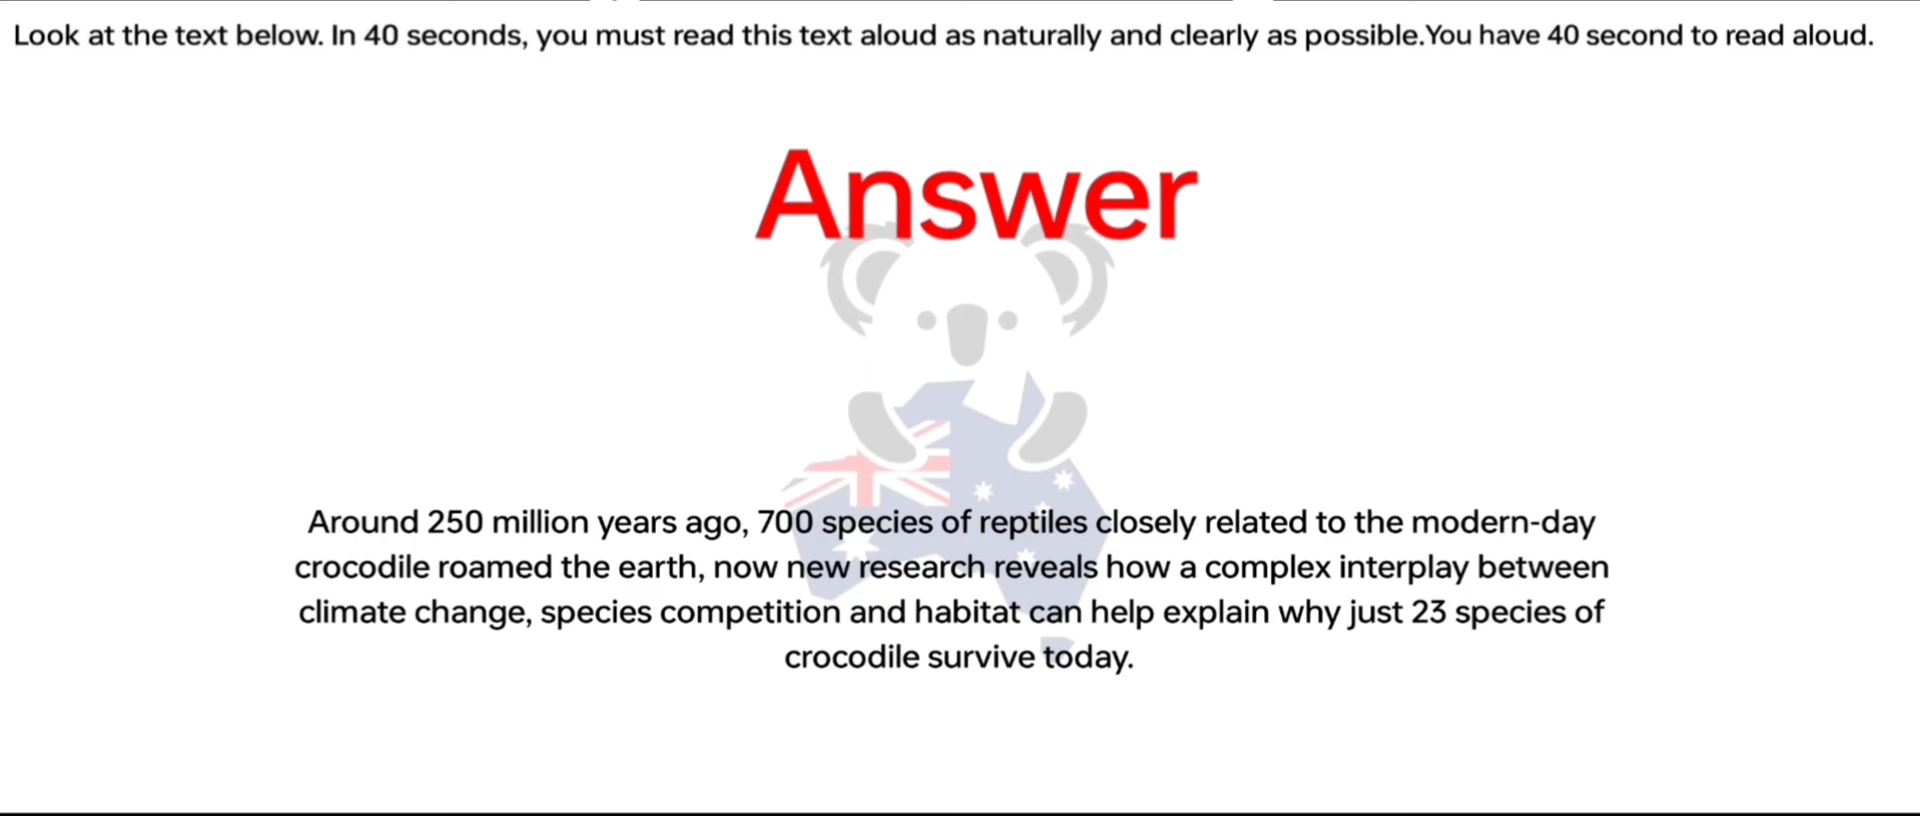 Look at the text below. In 40 seconds, you must read this text aloud as naturally and clearly as possible.You have 40 second to read aloud.
Answer
Around 250 million years ago, 700 species of reptiles closely related to the modern-day
crocodile roamed the earth, now new research reveals how a complex interplay between
climate change, species competition and habitat can help explain why just 23 species of
crocodile survive today.